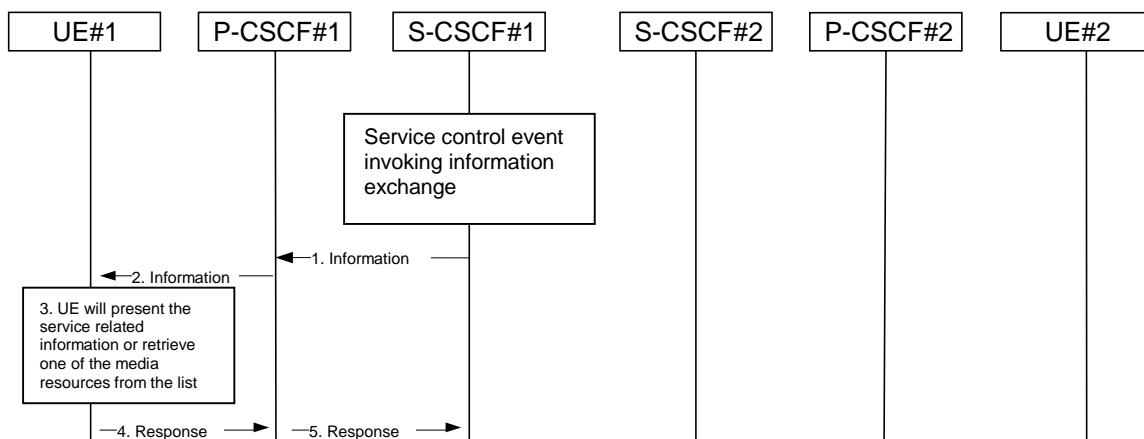 UE#1
P-CSCF#1
S-CSCF#1
S-CSCF#2
P-CSCF#2
UE#2
Service control event
invoking information
exchange
1. Information
2. Information
3. UE will present the
service related
information or retrieve
one of the media
resources from the list
4. Response
5. Response